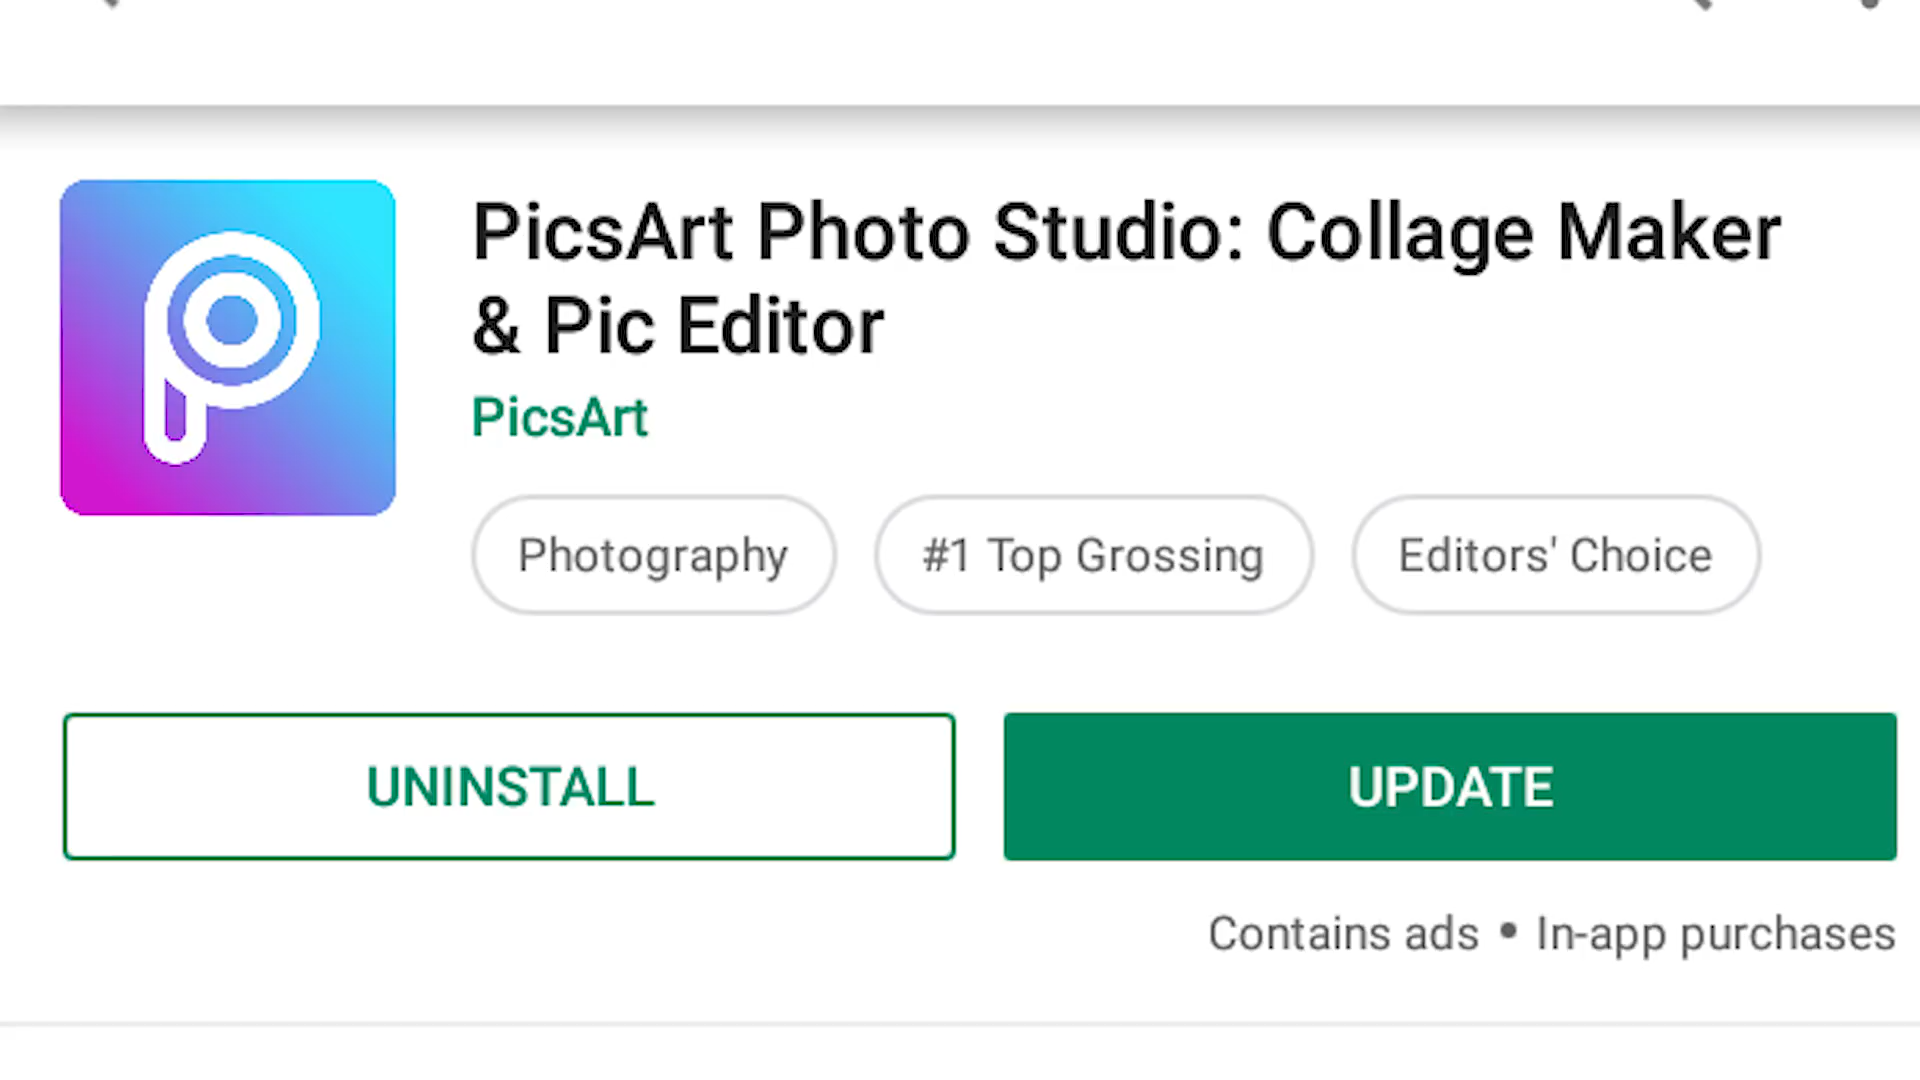 PicsArt Photo Studio: Collage Maker
& Pic Editor
PicsArt
Photography
#1 Top Grossing
Editors' Choice
UNINSTALL
UPDATE
Contains ads • In-app purchases